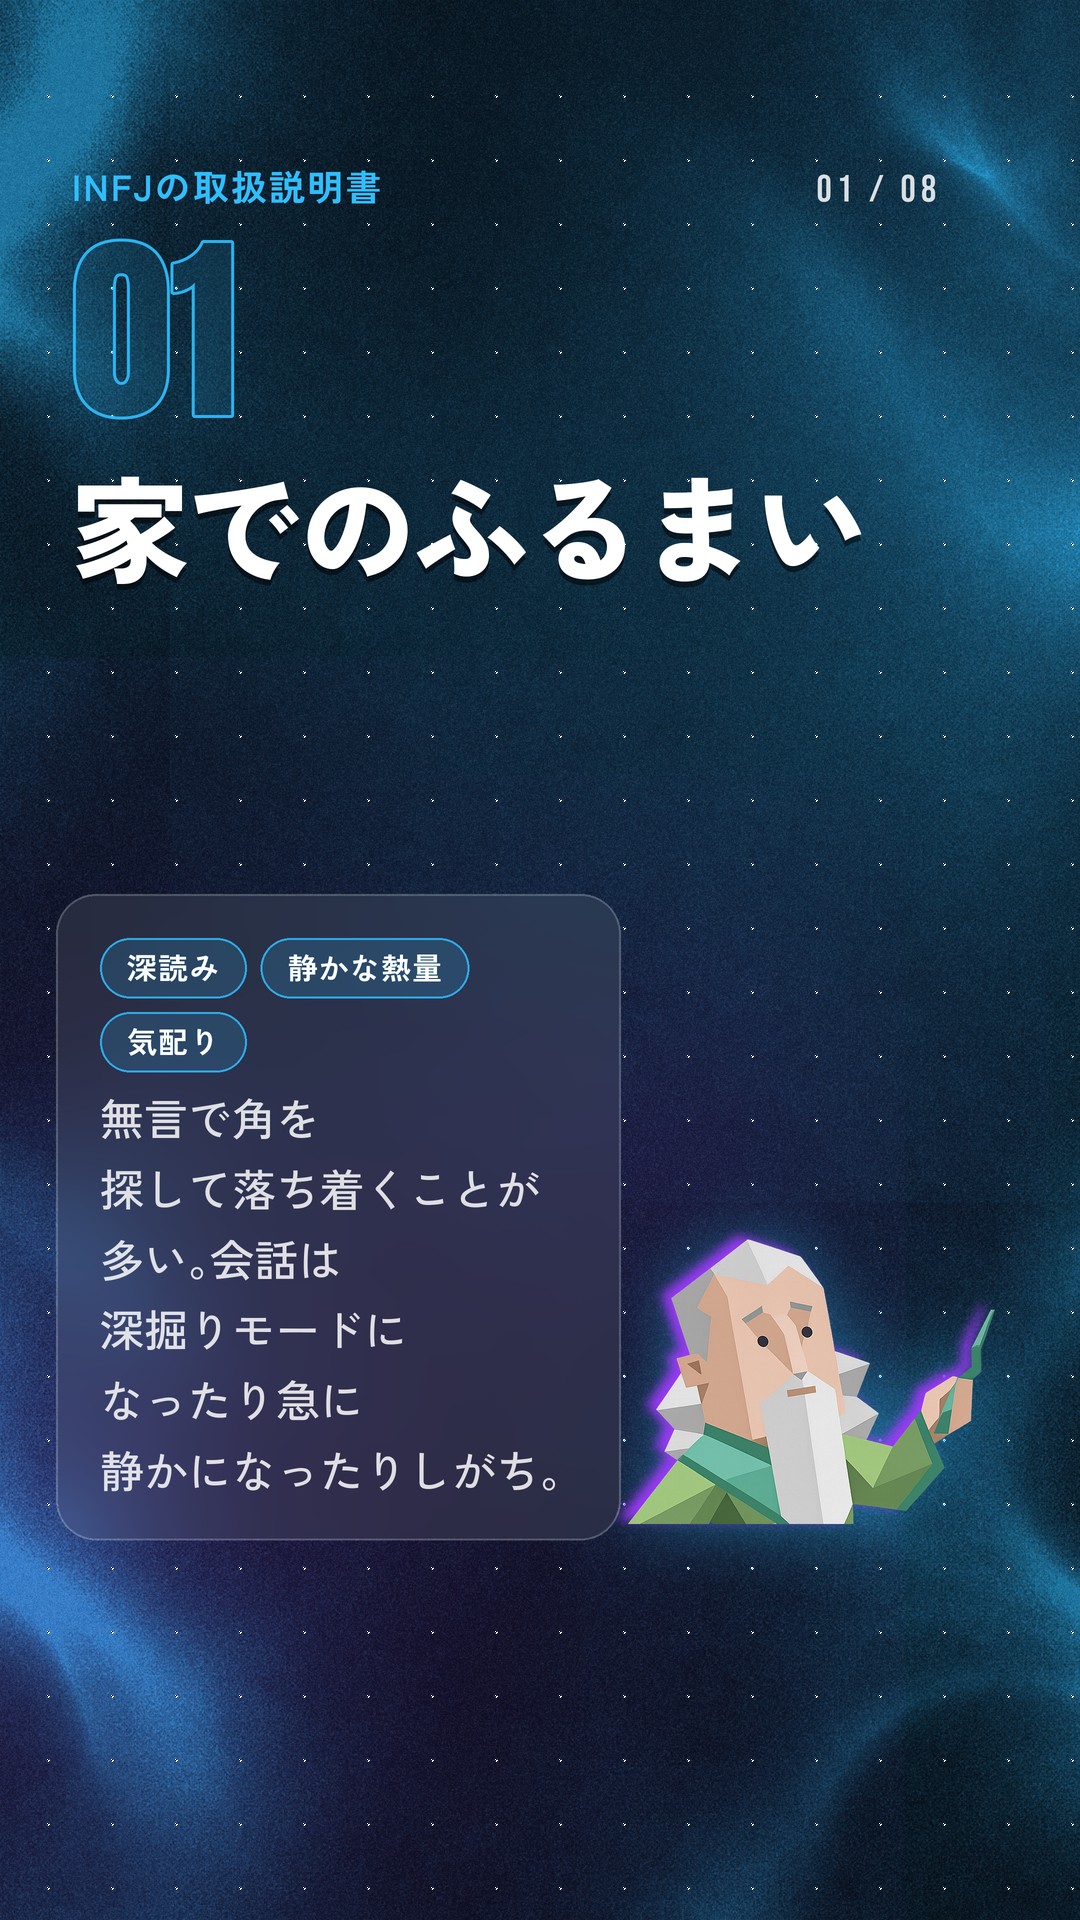 INFJの取扱説明書
01 / 08
01
家でのふるまい
深読み
静かな熱量
気配り
無言で角を
探して落ち着くことが
多い。会話は
深掘りモードに
なったり急に
静かになったりしがち。